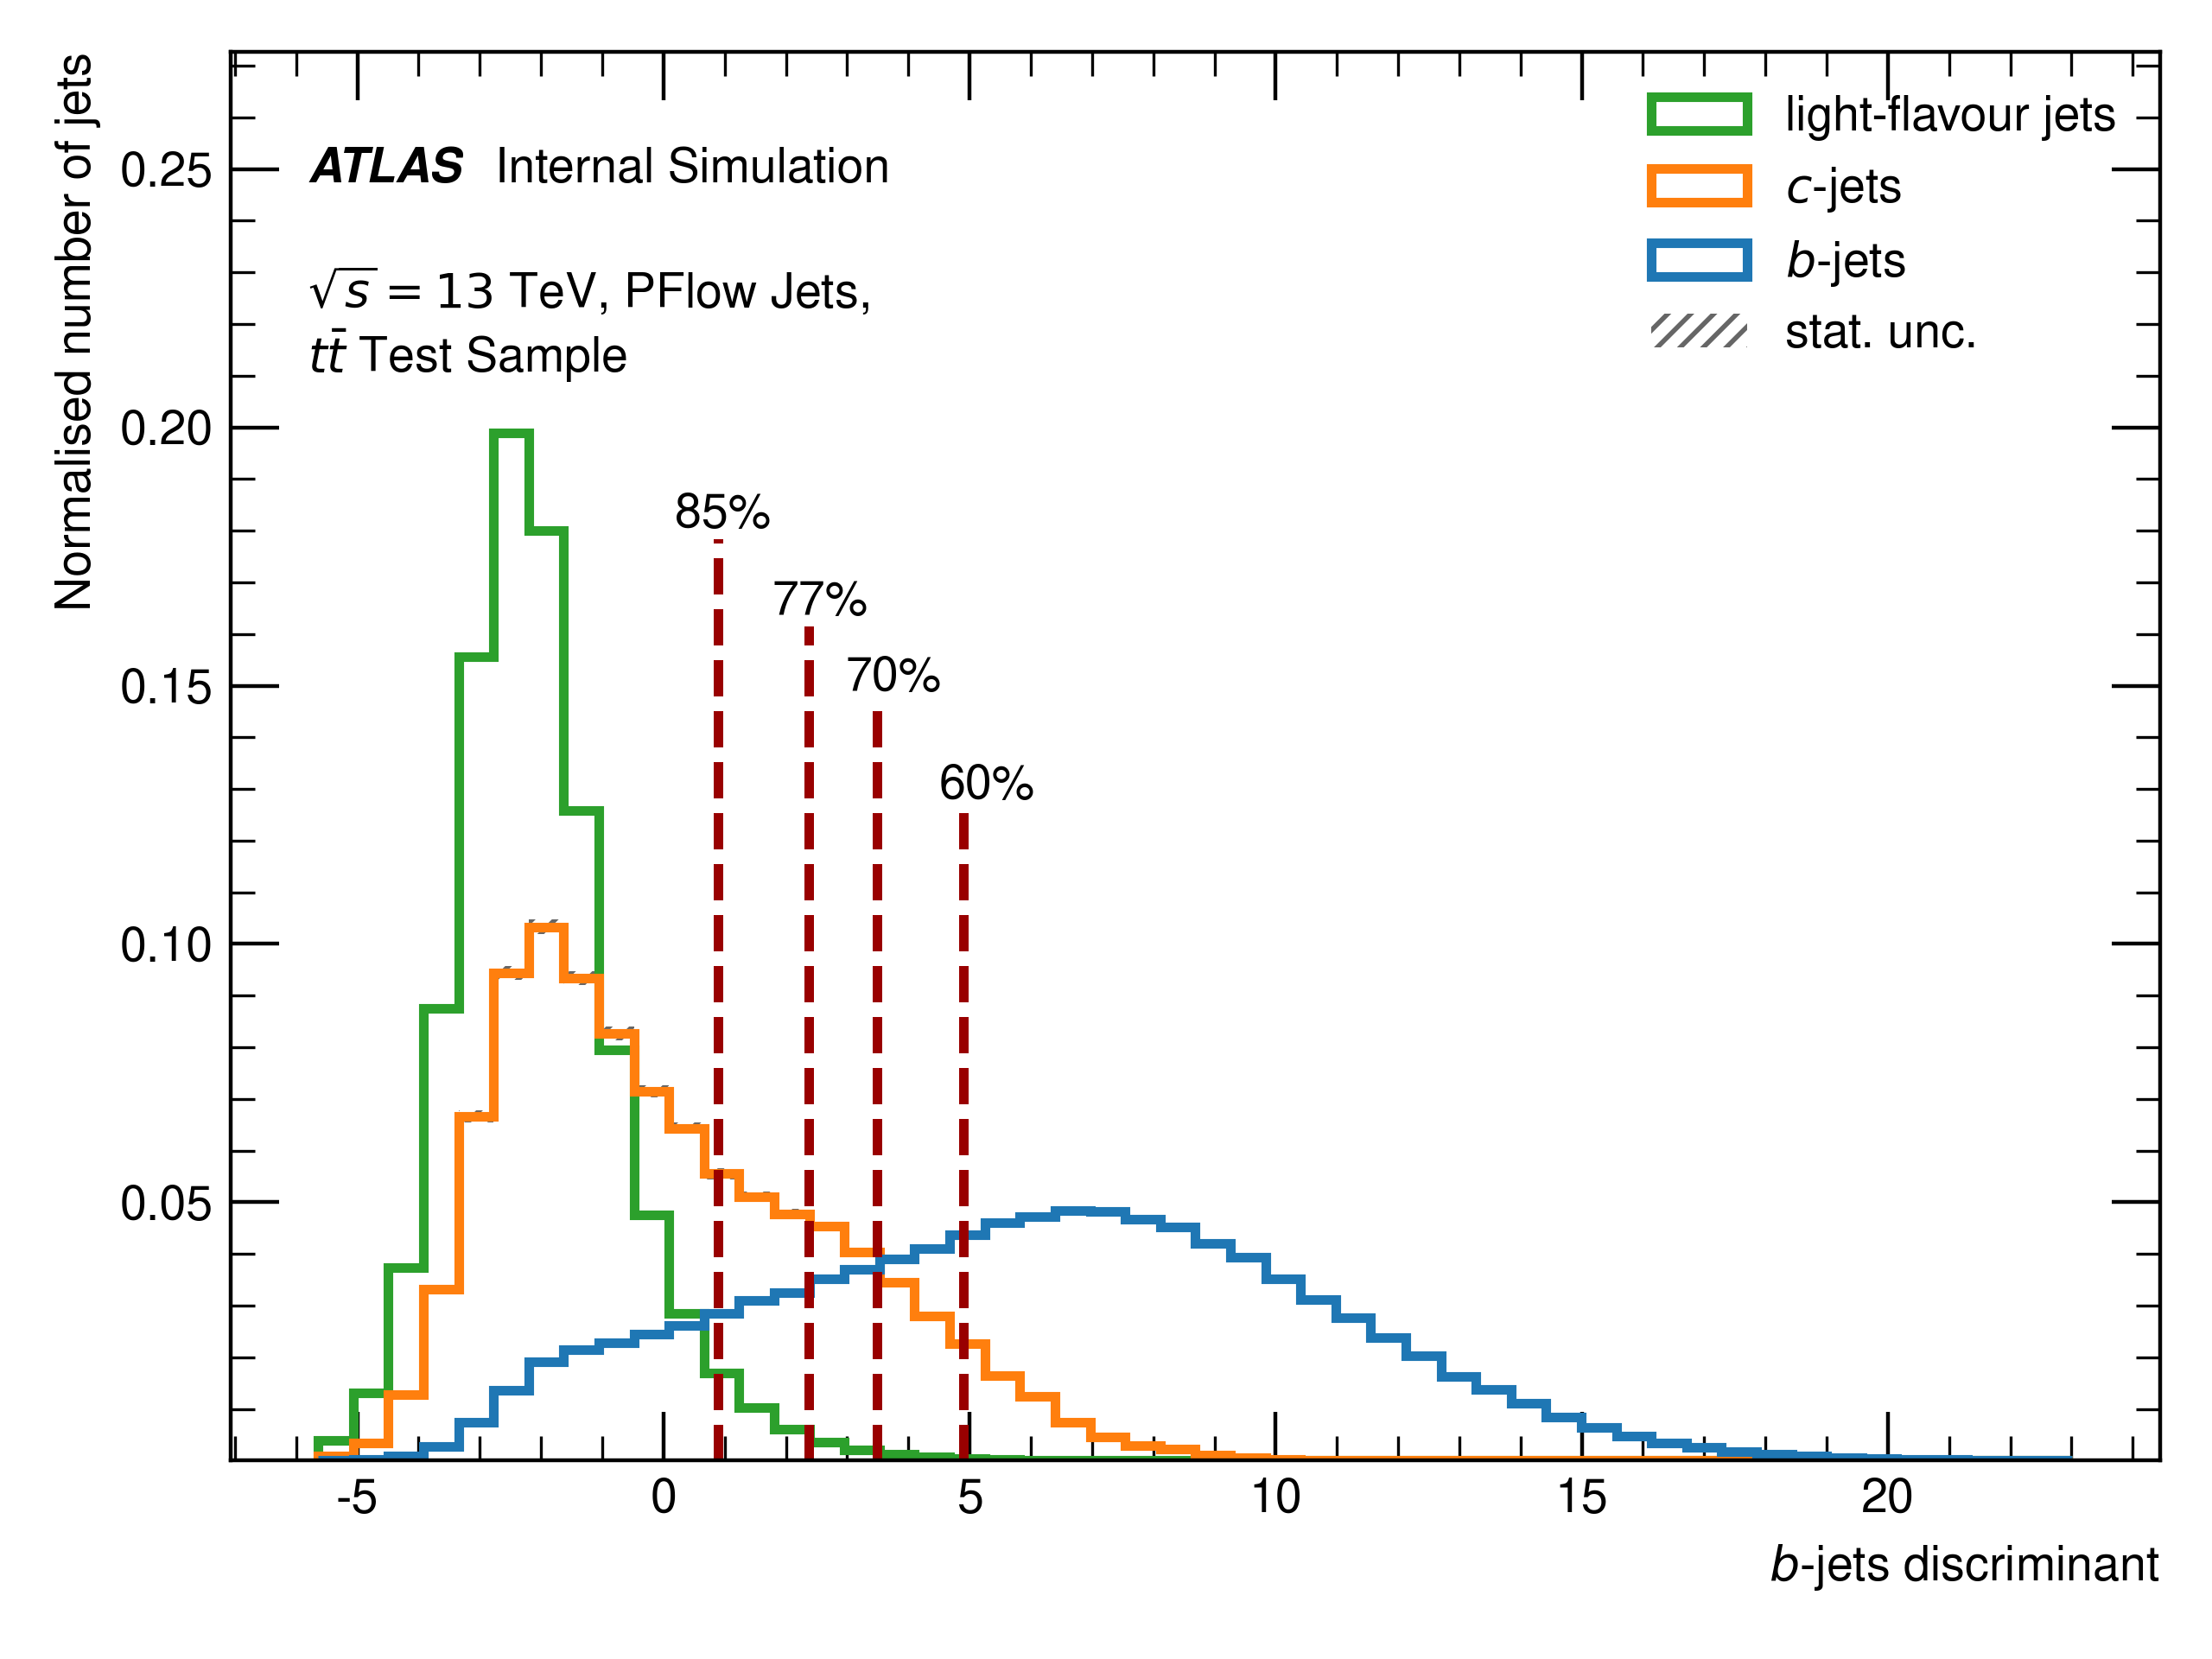 Normalised number of jets
0.25
0.20
0.15
0.10
0.05
ATLAS Internal Simulation
√s = 13 TeV, PFlow Jets,
tt̄ Test Sample
light-flavour jets
c-jets
b-jets
stat. unc.
85%
77%
70%
60%
-5 0 5 10 15 20
b-jets discriminant